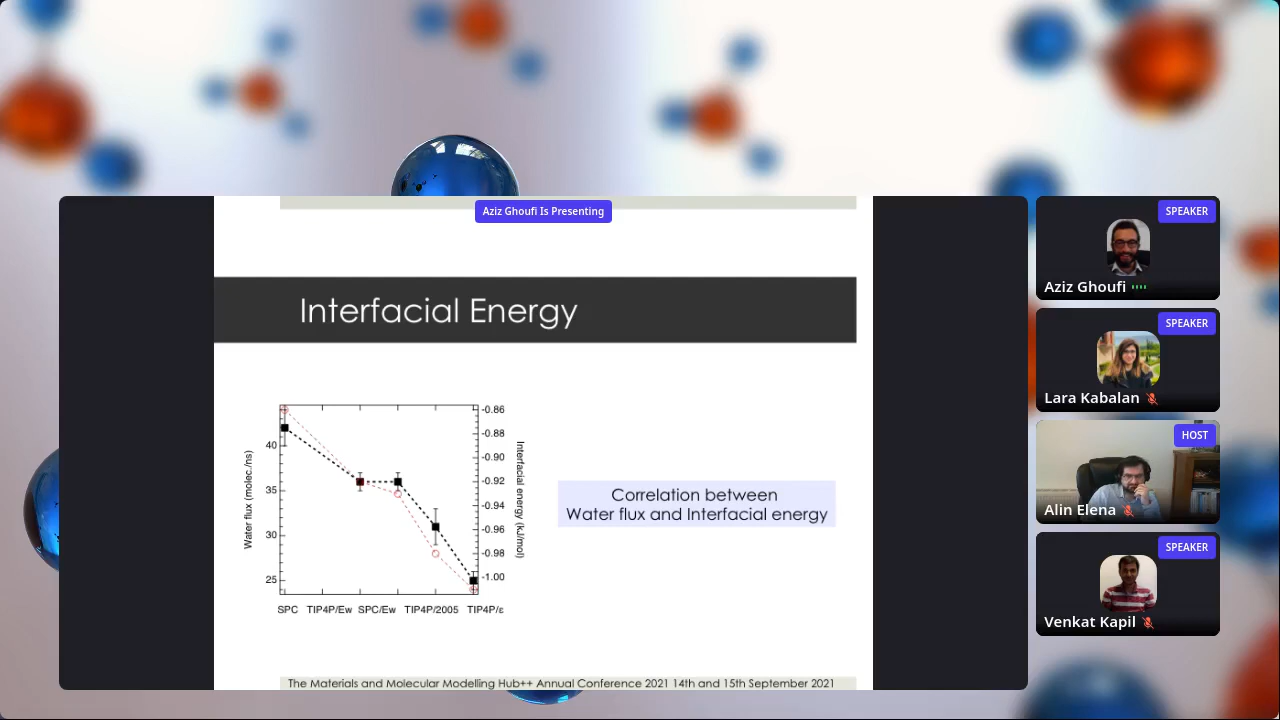 Aziz Ghoufi Is Presenting
Interfacial Energy
Water flux (molec./ns)
40
35
30
25
-0.86
-0.88
-0.90
-0.92
-0.94
-0.96
-0.98
-1.00
Interfacial energy (kJ/mol)
SPC TIP4P/Ew SPC/Ew TIP4P/2005 TIP4P/ε
Correlation between
Water flux and Interfacial energy
The Materials and Molecular Modelling Hub++ Annual Conference 2021 14th and 15th September 2021
SPEAKER
Aziz Ghoufi
SPEAKER
Lara Kabalan
HOST
Alin Elena
SPEAKER
Venkat Kapil